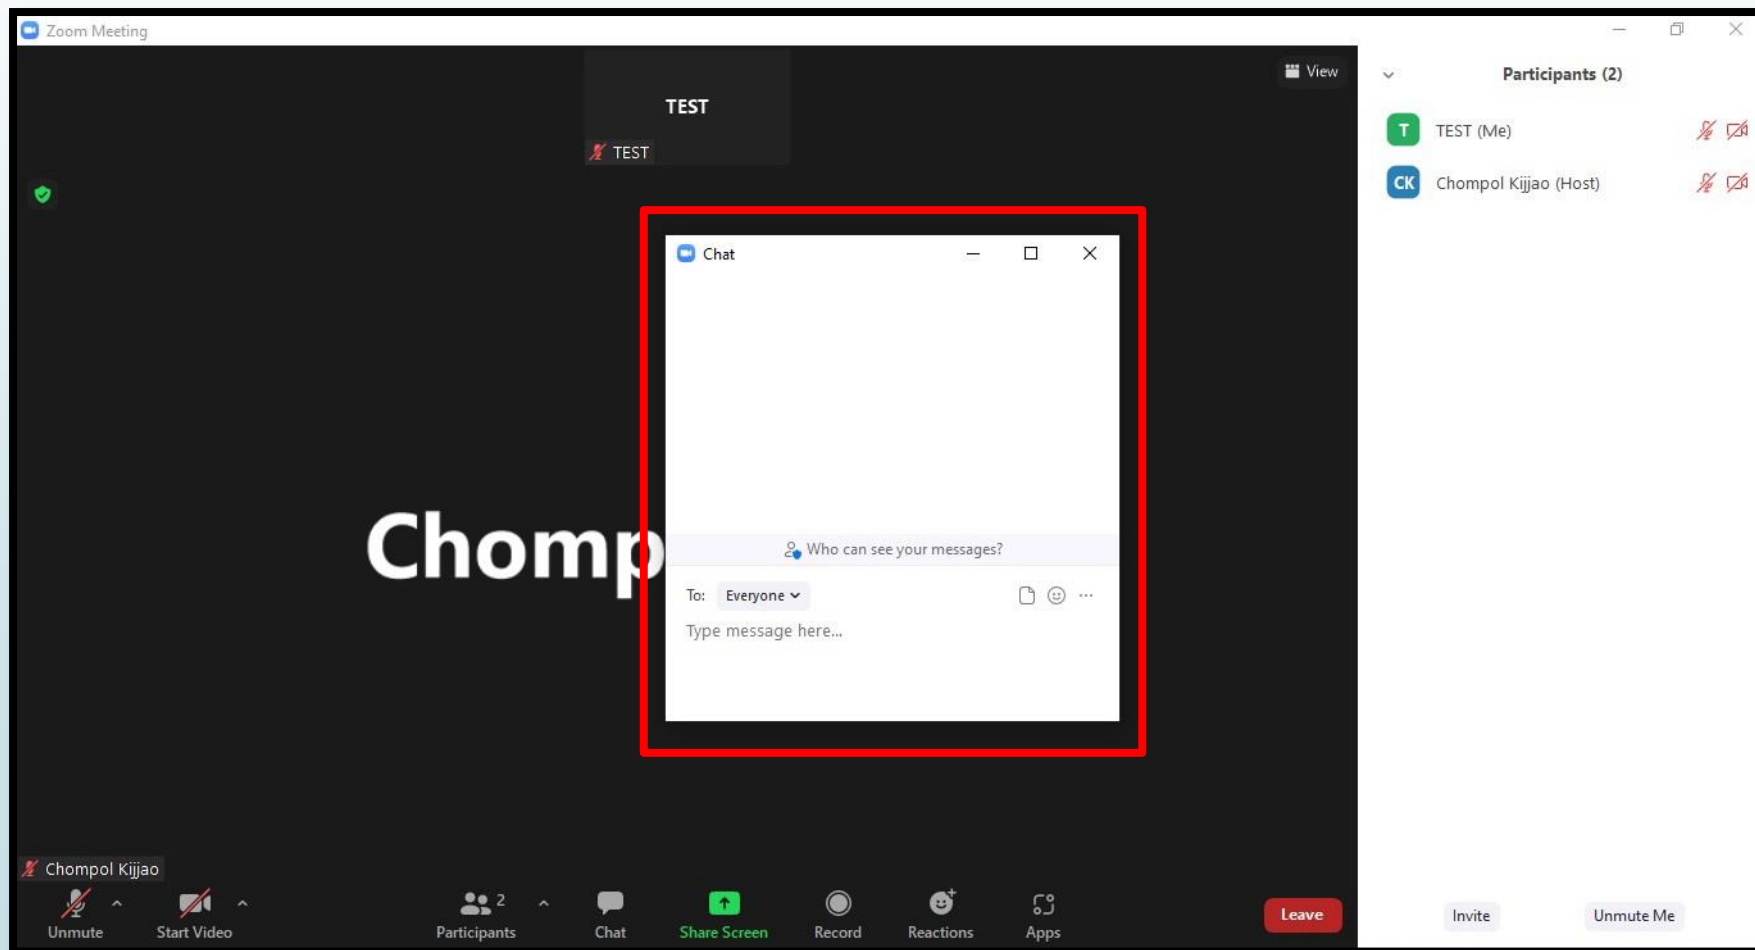 Zoom Meeting
TEST
TEST
View
Participants (2)
T
TEST (Me)
CK
Chompol Kijjao (Host)
Chat
Chomp
Who can see your messages?
To: Everyone
Type message here...
Chompol Kijjao
2
Unmute
Start Video
Participants
Chat
Share Screen
Record
Reactions
Apps
Leave
Invite
Unmute Me